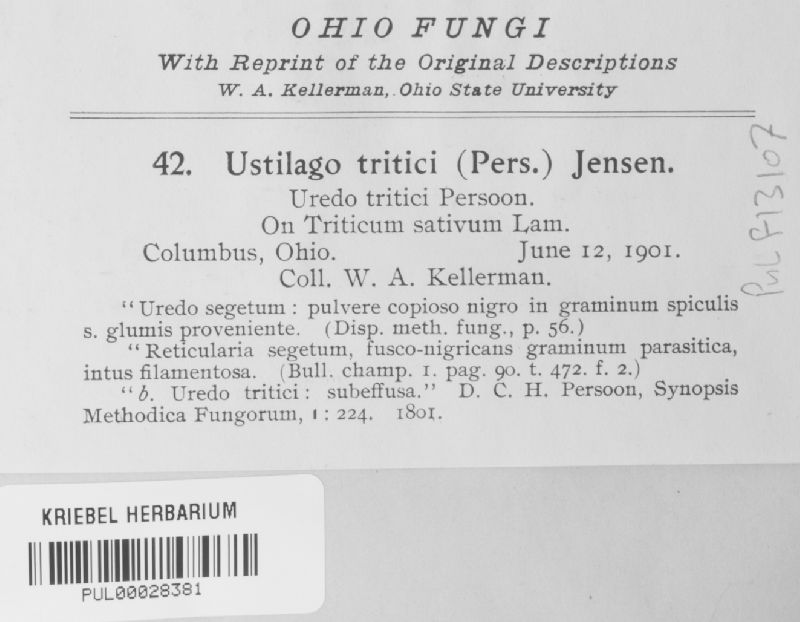 OHIO FUNGI
With Reprint of the Original Descriptions
W. A. Kellerman, Ohio State University
42. Ustilago tritici (Pers.) Jensen.
Uredo tritici Persoon.
On Triticum sativum Lam.
Columbus, Ohio. June 12, 1901.
Coll. W. A. Kellerman.
“Uredo segetum : pulvere copioso nigro in graminum spiculis
s. glumis proveniente. (Disp. meth. fung., p. 56.)
“Reticularia segetum, fusco-nigricans graminum parasitica,
intus filamentosa. (Bull. champ. 1. pag. 90. t. 472. f. 2.)
“b. Uredo tritici : subeffusa.” D. C. H. Persoon, Synopsis
Methodica Fungorum, 1 : 224. 1801.
PUL F13107
KRIEBEL HERBARIUM
PUL00028381